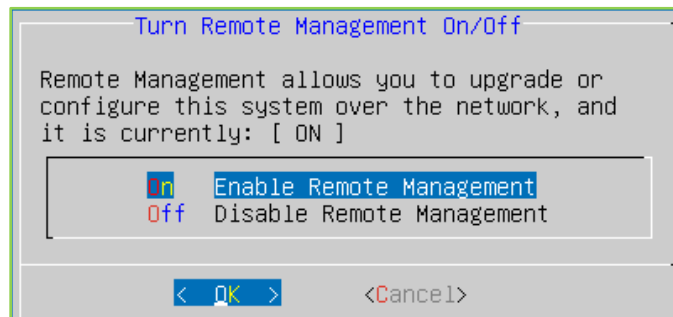 Turn Remote Management On/Off
Remote Management allows you to upgrade or
configure this system over the network, and
it is currently: [ ON ]
On Enable Remote Management
Off Disable Remote Management
< OK > <Cancel>